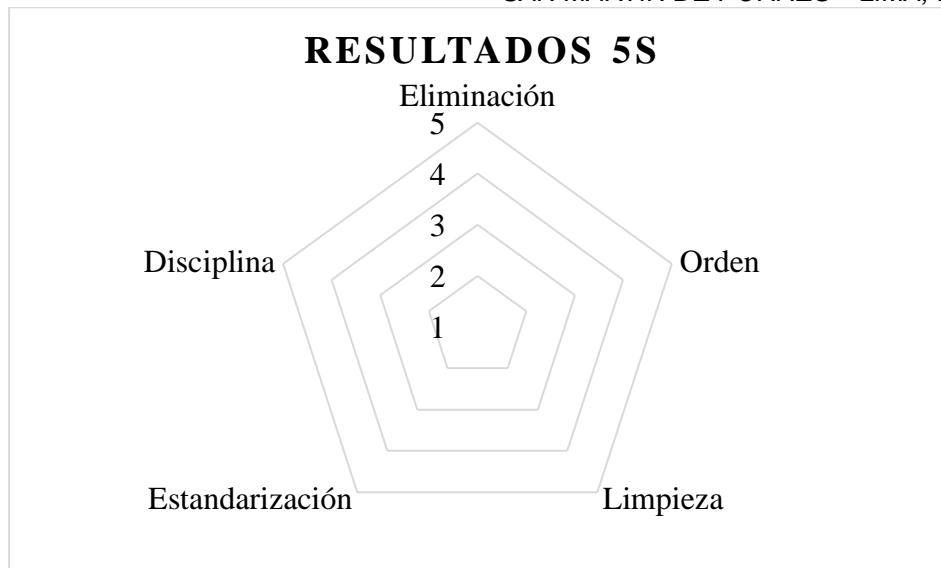 RESULTADOS 5S
Eliminación
5
4
3
2
1
Disciplina
Orden
Estandarización
Limpieza